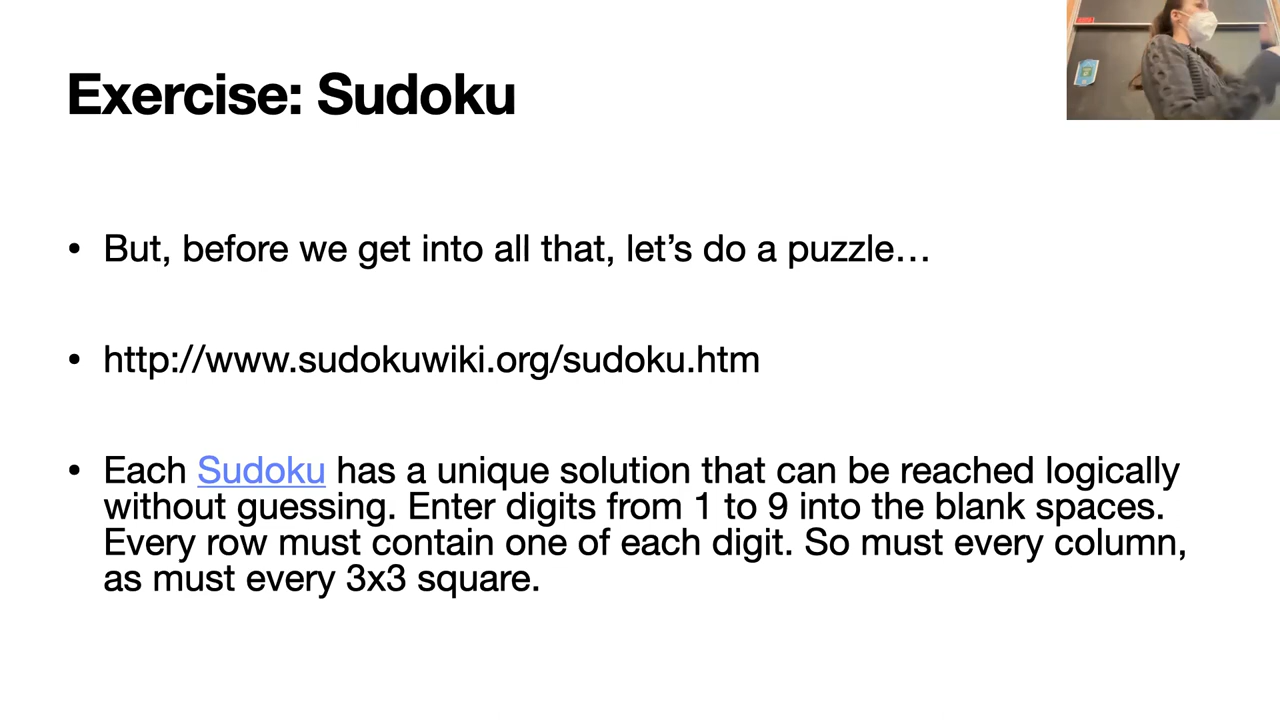 Exercise: Sudoku
• But, before we get into all that, let's do a puzzle…
• http://www.sudokuwiki.org/sudoku.htm
• Each Sudoku has a unique solution that can be reached logically
without guessing. Enter digits from 1 to 9 into the blank spaces.
Every row must contain one of each digit. So must every column,
as must every 3x3 square.